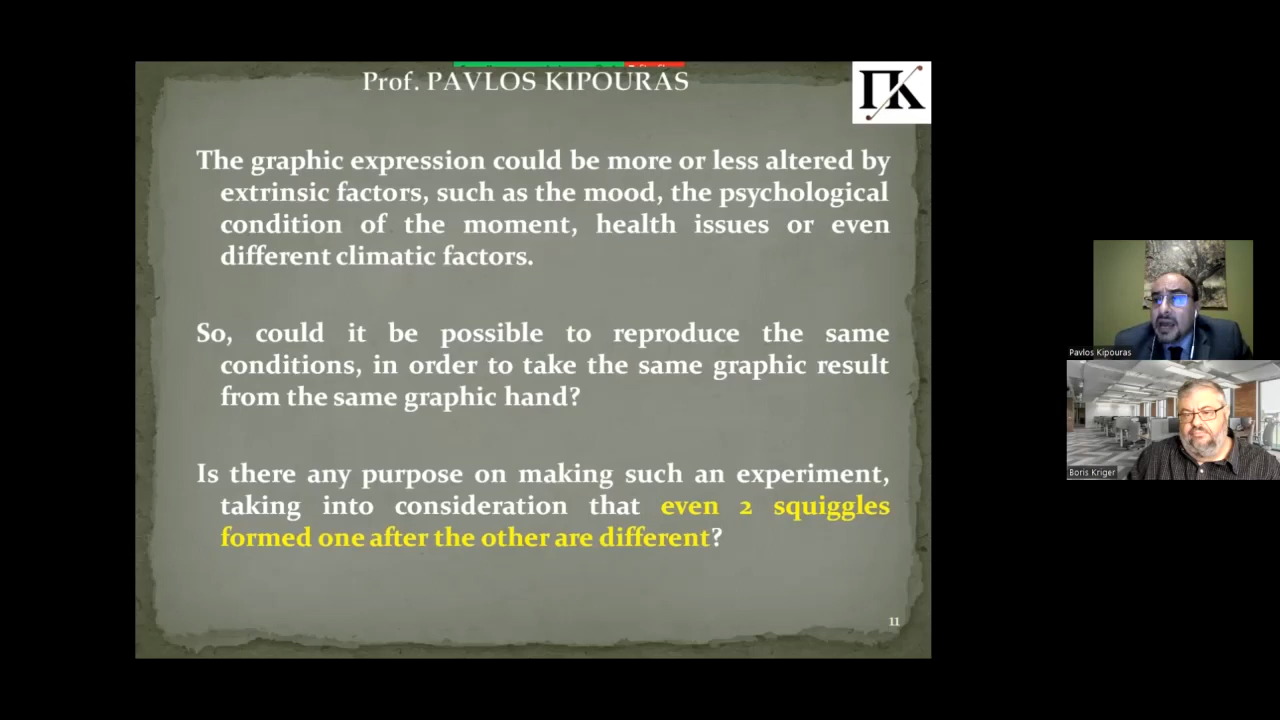 Prof. PAVLOS KIPOURAS
ΠΚ
The graphic expression could be more or less altered by
extrinsic factors, such as the mood, the psychological
condition of the moment, health issues or even
different climatic factors.
So, could it be possible to reproduce the same
conditions, in order to take the same graphic result
from the same graphic hand?
Is there any purpose on making such an experiment,
taking into consideration that even 2 squiggles
formed one after the other are different?
11
Pavlos Kipouras
Boris Kriger